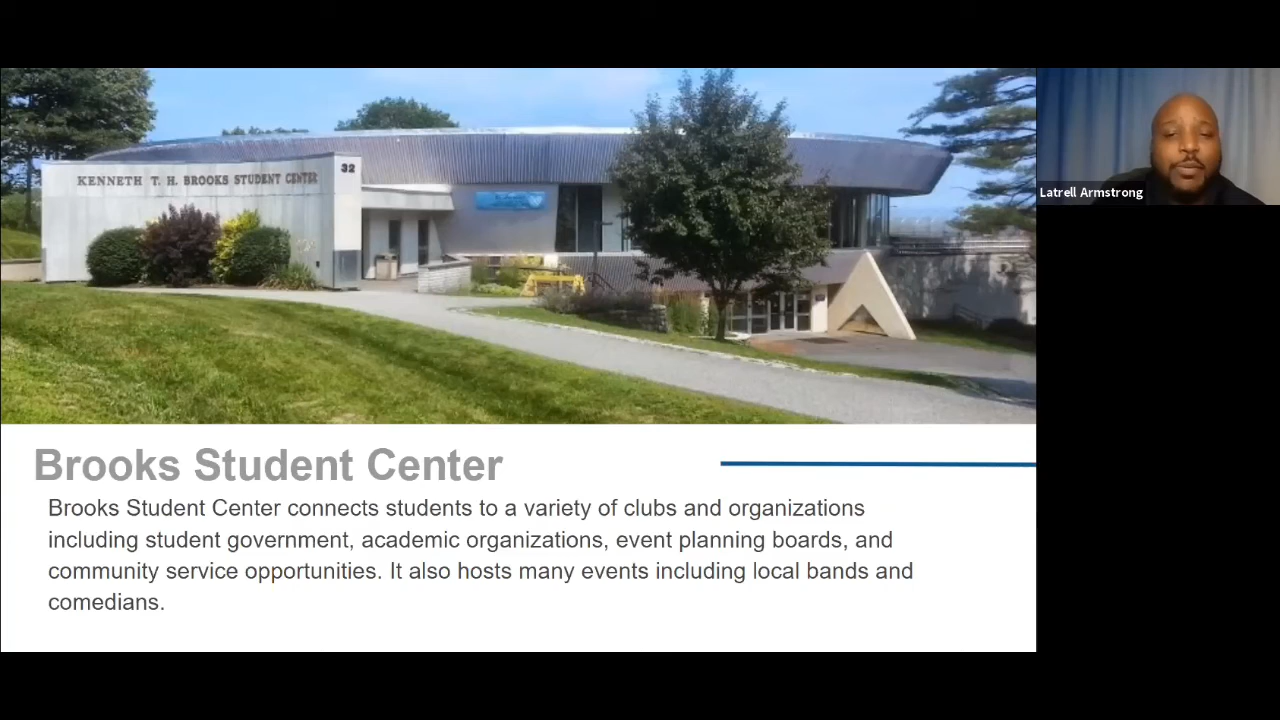 KENNETH T. H. BROOKS STUDENT CENTER
32
Latrell Armstrong
Brooks Student Center
Brooks Student Center connects students to a variety of clubs and organizations
including student government, academic organizations, event planning boards, and
community service opportunities. It also hosts many events including local bands and
comedians.